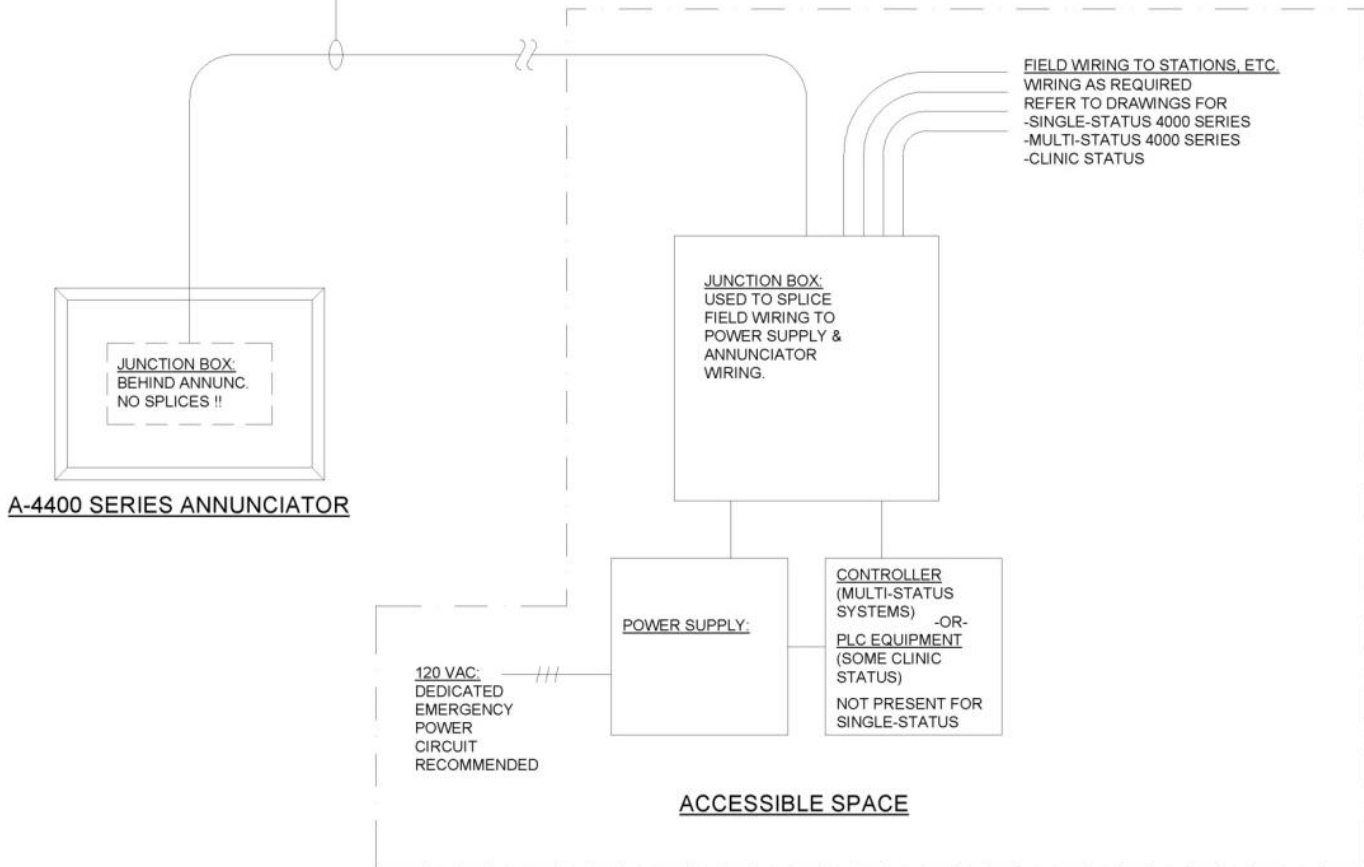 FIELD WIRING TO STATIONS, ETC.
WIRING AS REQUIRED
REFER TO DRAWINGS FOR
-SINGLE-STATUS 4000 SERIES
-MULTI-STATUS 4000 SERIES
-CLINIC STATUS
JUNCTION BOX:
USED TO SPLICE
FIELD WIRING TO
POWER SUPPLY &
ANNUNCIATOR
WIRING.
JUNCTION BOX:
BEHIND ANNUNC.
NO SPLICES !!
A-4400 SERIES ANNUNCIATOR
POWER SUPPLY:
CONTROLLER
(MULTI-STATUS
SYSTEMS)
-OR-
PLC EQUIPMENT
(SOME CLINIC
STATUS)
NOT PRESENT FOR
SINGLE-STATUS
120 VAC:
DEDICATED
EMERGENCY
POWER
CIRCUIT
RECOMMENDED
ACCESSIBLE SPACE